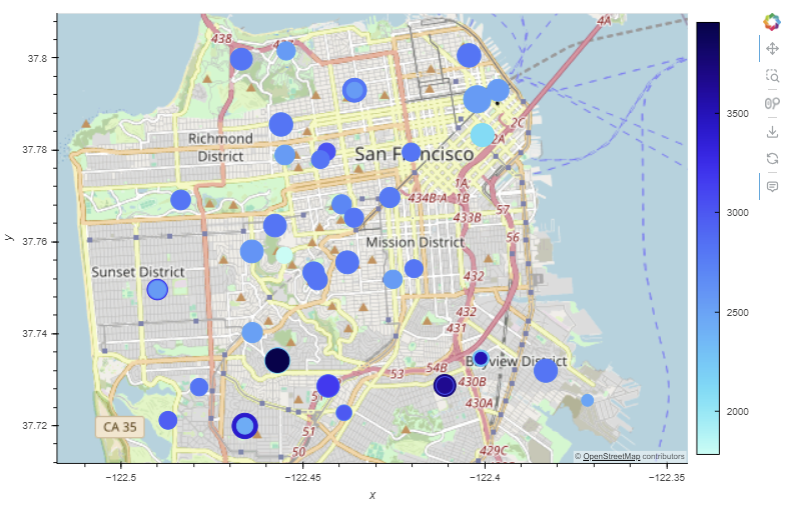 438
4A
37.8
3500
2C
2A
Richmond
District
37.78
San Francisco
1A
434B·A
1B
433B
57
3000
37.76
56
Mission District
Sunset District
432
y
2500
432
37.74
431
Bayview District
54B
53
430B
430A
2000
CA 35
37.72
51
50
429C
© OpenStreetMap contributors
−122.5
−122.45
−122.4
−122.35
x